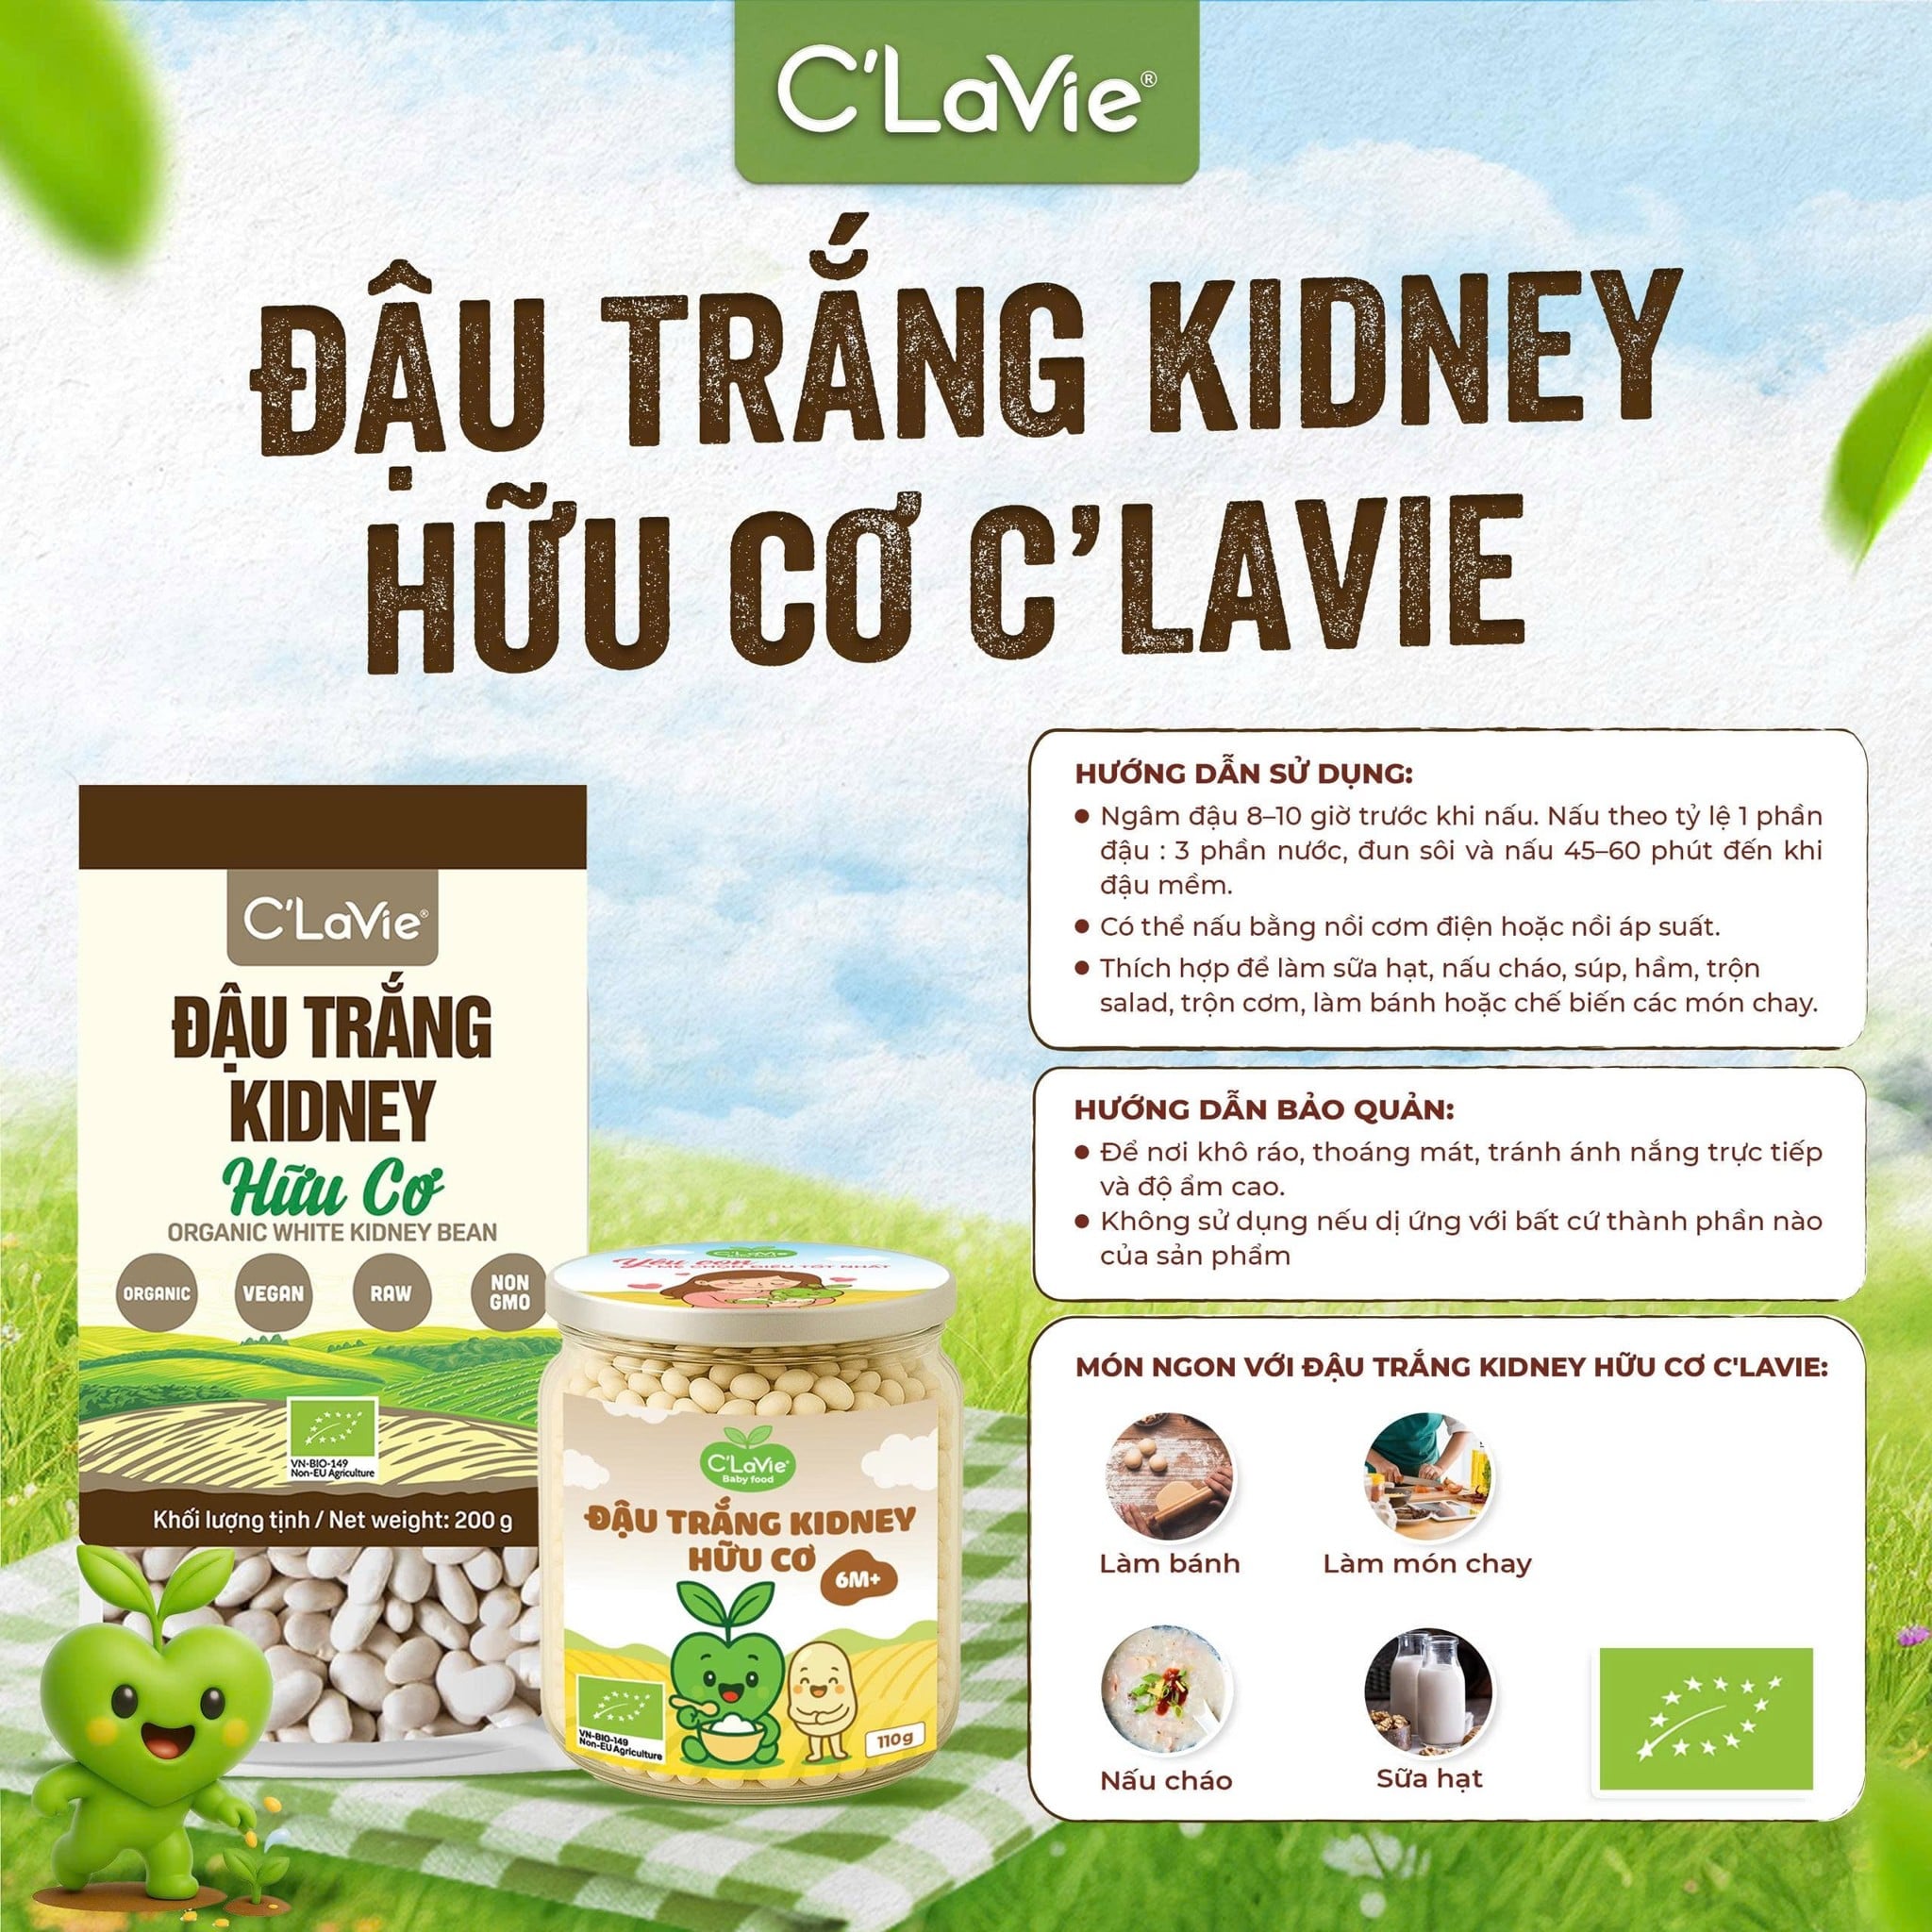 C'LaVie®
ĐẬU TRẮNG KIDNEY
HỮU CƠ C'LAVIE
HƯỚNG DẪN SỬ DỤNG:
● Ngâm đậu 8–10 giờ trước khi nấu. Nấu theo tỷ lệ 1 phần
đậu : 3 phần nước, đun sôi và nấu 45–60 phút đến khi
đậu mềm.
● Có thể nấu bằng nồi cơm điện hoặc nồi áp suất.
● Thích hợp để làm sữa hạt, nấu cháo, súp, hầm, trộn
salad, trộn cơm, làm bánh hoặc chế biến các món chay.
HƯỚNG DẪN BẢO QUẢN:
● Để nơi khô ráo, thoáng mát, tránh ánh nắng trực tiếp
và độ ẩm cao.
● Không sử dụng nếu dị ứng với bất cứ thành phần nào
của sản phẩm
MÓN NGON VỚI ĐẬU TRẮNG KIDNEY HỮU CƠ C'LAVIE:
Làm bánh
Làm món chay
Nấu cháo
Sữa hạt
C'LaVie®
ĐẬU TRẮNG
KIDNEY
Hữu Cơ
ORGANIC WHITE KIDNEY BEAN
ORGANIC
VEGAN
RAW
NON
GMO
VN-BIO-149
Non-EU Agriculture
Khối lượng tịnh / Net weight: 200 g
C'LaVie
Yêu con
MẸ CHỌN ĐIỀU TỐT NHẤT
C'LaVie®
Baby food
ĐẬU TRẮNG KIDNEY
HỮU CƠ
6M+
VN-BIO-149
Non-EU Agriculture
110g